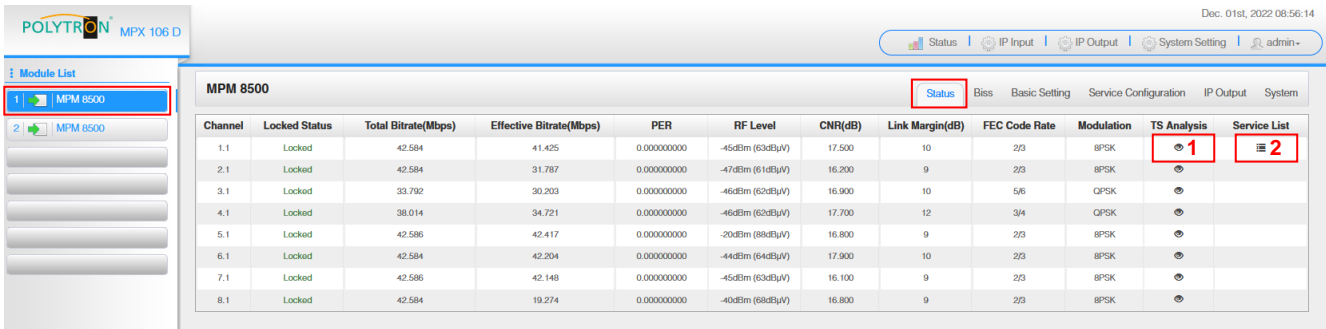 Dec. 01st, 2022 08:56:14
POLYTRON MPX 106 D
Status IP Input IP Output System Setting admin
Module List
1 MPM 8500
2 MPM 8500
MPM 8500
Status Biss Basic Setting Service Configuration IP Output System
Channel Locked Status Total Bitrate(Mbps) Effective Bitrate(Mbps) PER RF Level CNR(dB) Link Margin(dB) FEC Code Rate Modulation TS Analysis Service List
1.1 Locked 42.584 41.425 0.000000000 -45dBm (63dBµV) 17.500 10 2/3 8PSK 1 2
2.1 Locked 42.584 31.787 0.000000000 -47dBm (61dBµV) 16.200 9 2/3 8PSK
3.1 Locked 33.792 30.203 0.000000000 -46dBm (62dBµV) 16.900 10 5/6 QPSK
4.1 Locked 38.014 34.721 0.000000000 -46dBm (62dBµV) 17.700 12 3/4 QPSK
5.1 Locked 42.586 42.417 0.000000000 -20dBm (88dBµV) 16.800 9 2/3 8PSK
6.1 Locked 42.584 42.204 0.000000000 -44dBm (64dBµV) 17.900 10 2/3 8PSK
7.1 Locked 42.586 42.148 0.000000000 -45dBm (63dBµV) 16.100 9 2/3 8PSK
8.1 Locked 42.584 19.274 0.000000000 -40dBm (68dBµV) 16.800 9 2/3 8PSK